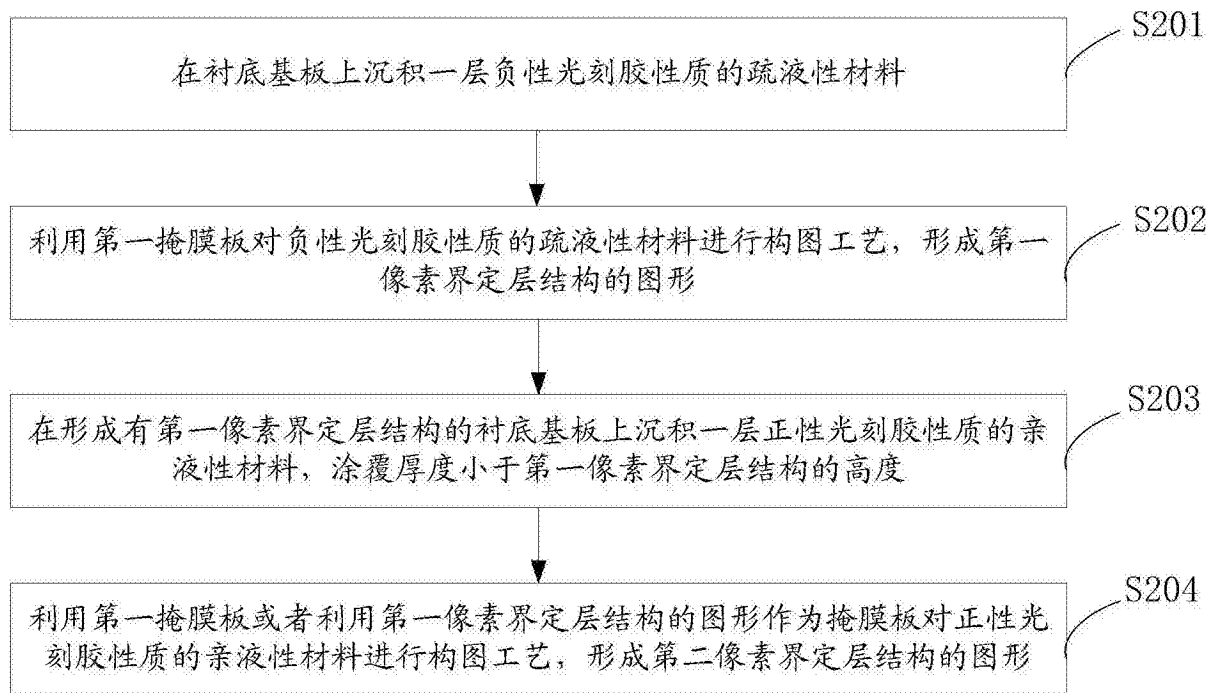 在衬底基板上沉积一层负性光刻胶性质的疏液性材料
S201
利用第一掩膜板对负性光刻胶性质的疏液性材料进行构图工艺，形成第一
像素界定层结构的图形
S202
在形成有第一像素界定层结构的衬底基板上沉积一层正性光刻胶性质的亲
液性材料，涂覆厚度小于第一像素界定层结构的高度
S203
利用第一掩膜板或者利用第一像素界定层结构的图形作为掩膜板对正性光
刻胶性质的亲液性材料进行构图工艺，形成第二像素界定层结构的图形
S204